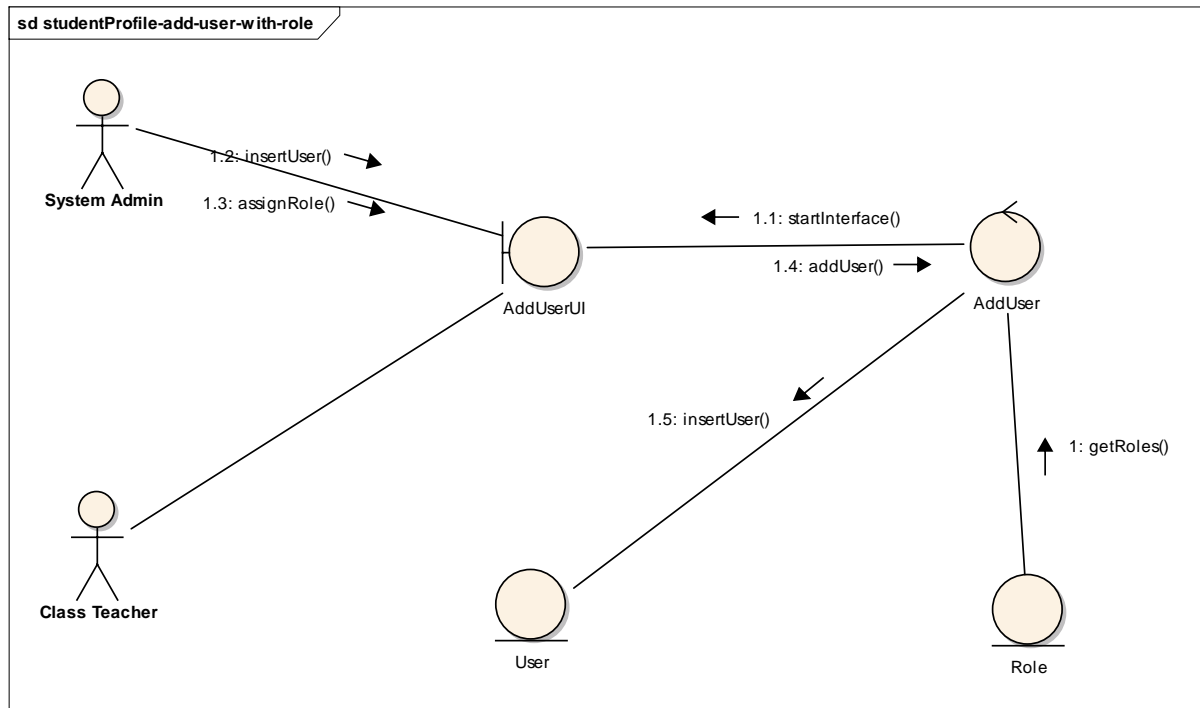 sd studentProfile-add-user-with-role
1.2: insertUser()
System Admin
1.3: assignRole()
1.1: startInterface()
1.4: addUser()
AddUserUI
AddUser
1.5: insertUser()
1: getRoles()
Class Teacher
User
Role